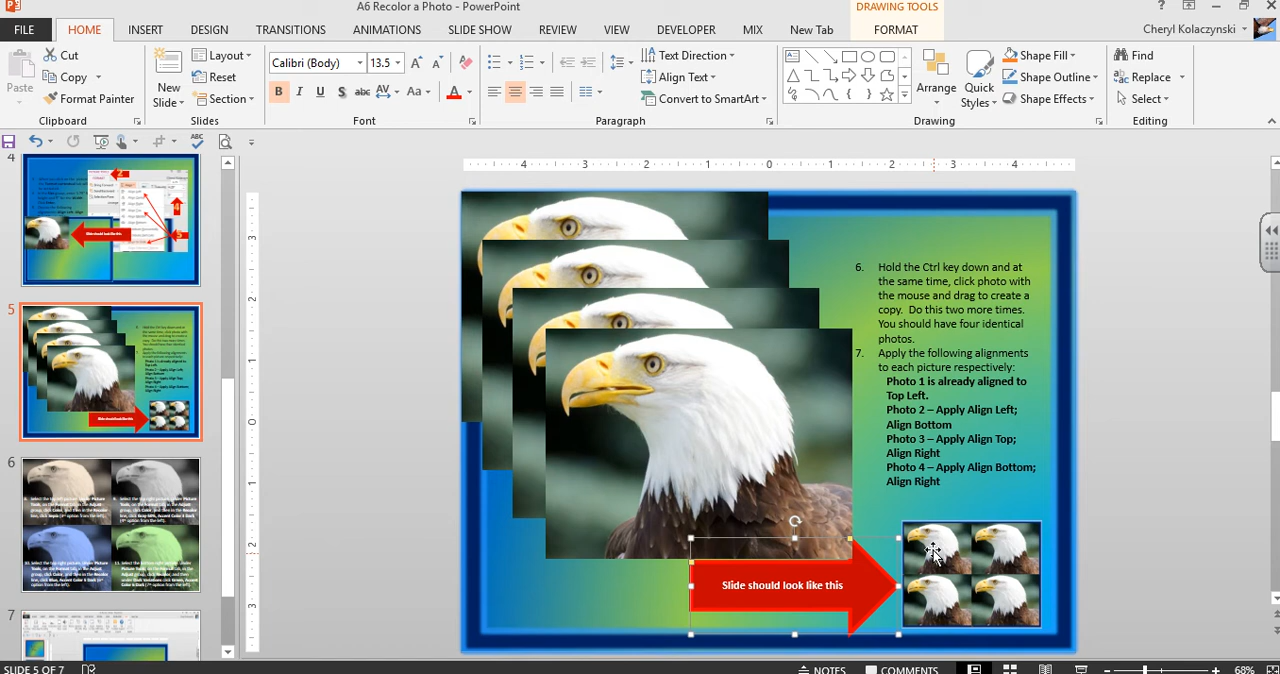 A6 Recolor a Photo - PowerPoint
DRAWING TOOLS
FILE HOME INSERT DESIGN TRANSITIONS ANIMATIONS SLIDE SHOW REVIEW VIEW DEVELOPER MIX New Tab FORMAT
Cheryl Kolaczynski
Paste
Cut
Copy
Format Painter
Clipboard
New Slide
Layout
Reset
Section
Slides
Calibri (Body) 13.5
Font
Text Direction
Align Text
Convert to SmartArt
Paragraph
Arrange
Quick Styles
Shape Fill
Shape Outline
Shape Effects
Drawing
Find
Replace
Select
Editing
4
5
6
7
6. Hold the Ctrl key down and at
the same time, click photo with
the mouse and drag to create a
copy. Do this two more times.
You should have four identical
photos.
7. Apply the following alignments
to each picture respectively:
Photo 1 is already aligned to
Top Left.
Photo 2 – Apply Align Left;
Align Bottom
Photo 3 – Apply Align Top;
Align Right
Photo 4 – Apply Align Bottom;
Align Right
Slide should look like this
SLIDE 5 OF 7
NOTES
COMMENTS
68%